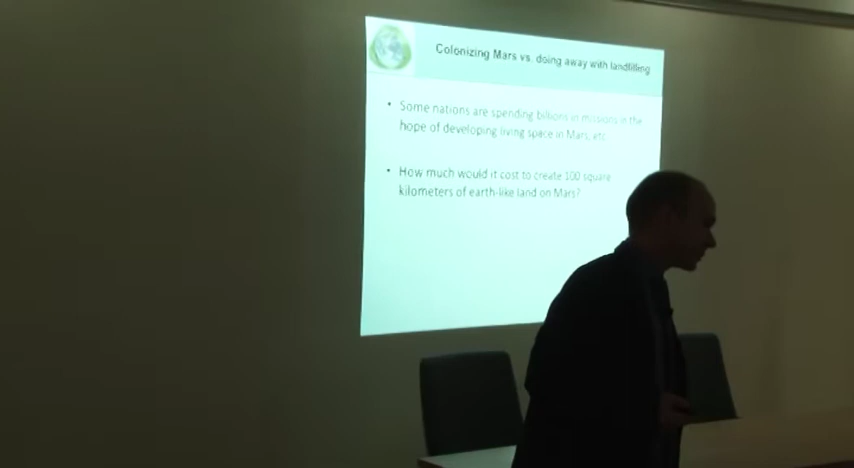 Colonizing Mars vs. doing away with landfilling
• Some nations are spending billions in missions in the
hope of developing living space in Mars, etc.
• How much would it cost to create 100 square
kilometers of earth-like land on Mars?